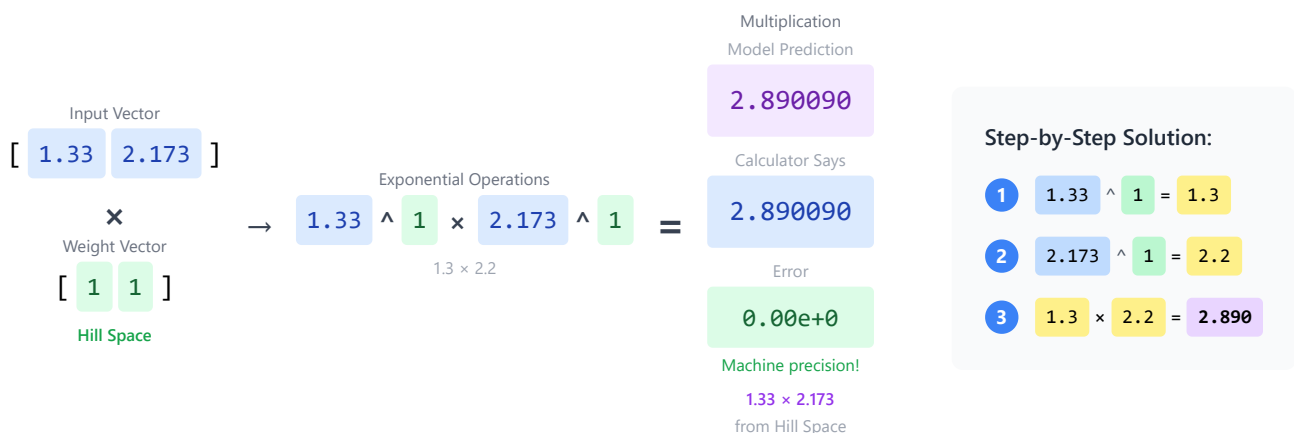 Input Vector
[ 1.33 2.173 ]
×
Weight Vector
[ 1 1 ]
Hill Space
→
Exponential Operations
1.33 ^ 1 × 2.173 ^ 1
1.3 × 2.2
=
Multiplication
Model Prediction
2.890090
Calculator Says
2.890090
Error
0.00e+0
Machine precision!
1.33 × 2.173
from Hill Space
Step-by-Step Solution:
1 1.33 ^ 1 = 1.3
2 2.173 ^ 1 = 2.2
3 1.3 × 2.2 = 2.890